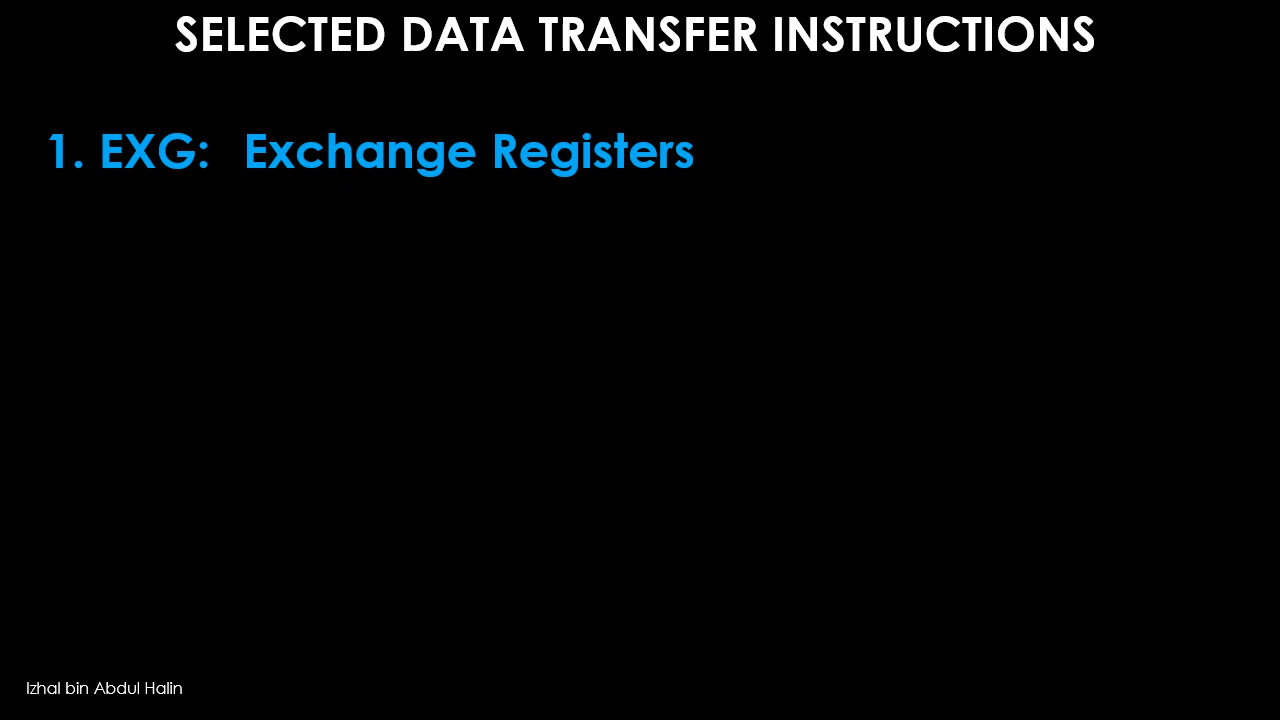 SELECTED DATA TRANSFER INSTRUCTIONS
1. EXG: Exchange Registers
Izhal bin Abdul Halin